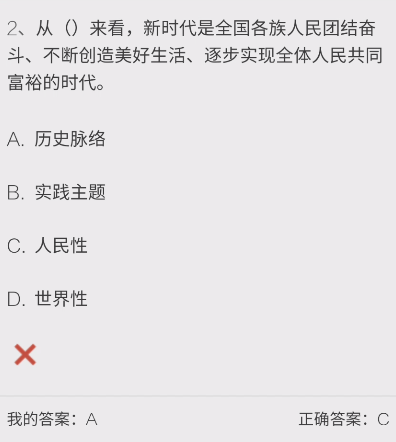 2、从（）来看，新时代是全国各族人民团结奋
斗、不断创造美好生活、逐步实现全体人民共同
富裕的时代。
A. 历史脉络
B. 实践主题
C. 人民性
D. 世界性
我的答案：A
正确答案：C